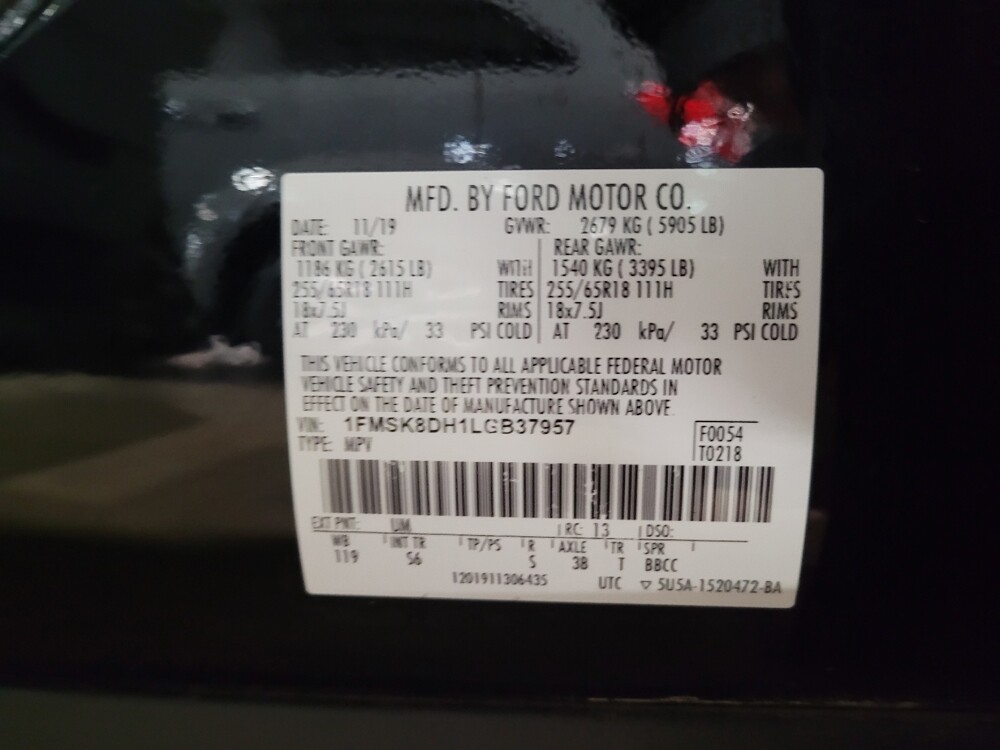 MFD. BY FORD MOTOR CO.
DATE: 11/19 GVWR: 2679 KG ( 5905 LB)
FRONT GAWR: REAR GAWR:
1186 KG ( 2615 LB) WITH 1540 KG ( 3395 LB) WITH
255/65R18 111H TIRES 255/65R18 111H TIRES
18x7.5J RIMS 18x7.5J RIMS
AT 230 kPa/ 33 PSI COLD AT 230 kPa/ 33 PSI COLD
THIS VEHICLE CONFORMS TO ALL APPLICABLE FEDERAL MOTOR
VEHICLE SAFETY AND THEFT PREVENTION STANDARDS IN
EFFECT ON THE DATE OF MANUFACTURE SHOWN ABOVE.
VIN: 1FMSK8DH1LGB37957
TYPE: MPV
F0054
T0218
EXT PNT: UM RC: 13 DSO:
WB INT TR TP/PS R AXLE TR SPR
119 S6 S 3B T BBCC
1201911306435 UTC ▽ 5U5A-1520472-BA